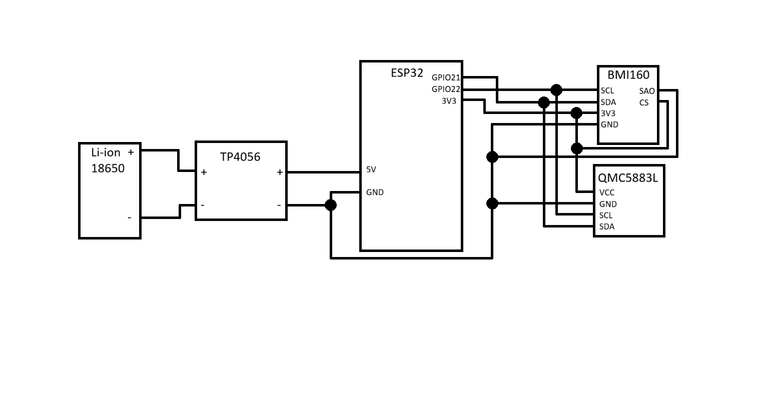 Li-ion +
18650
-
TP4056
+ +
- -
ESP32
GPIO21
GPIO22
3V3
5V
GND
BMI160
SCL SAO
SDA CS
3V3
GND
QMC5883L
VCC
GND
SCL
SDA